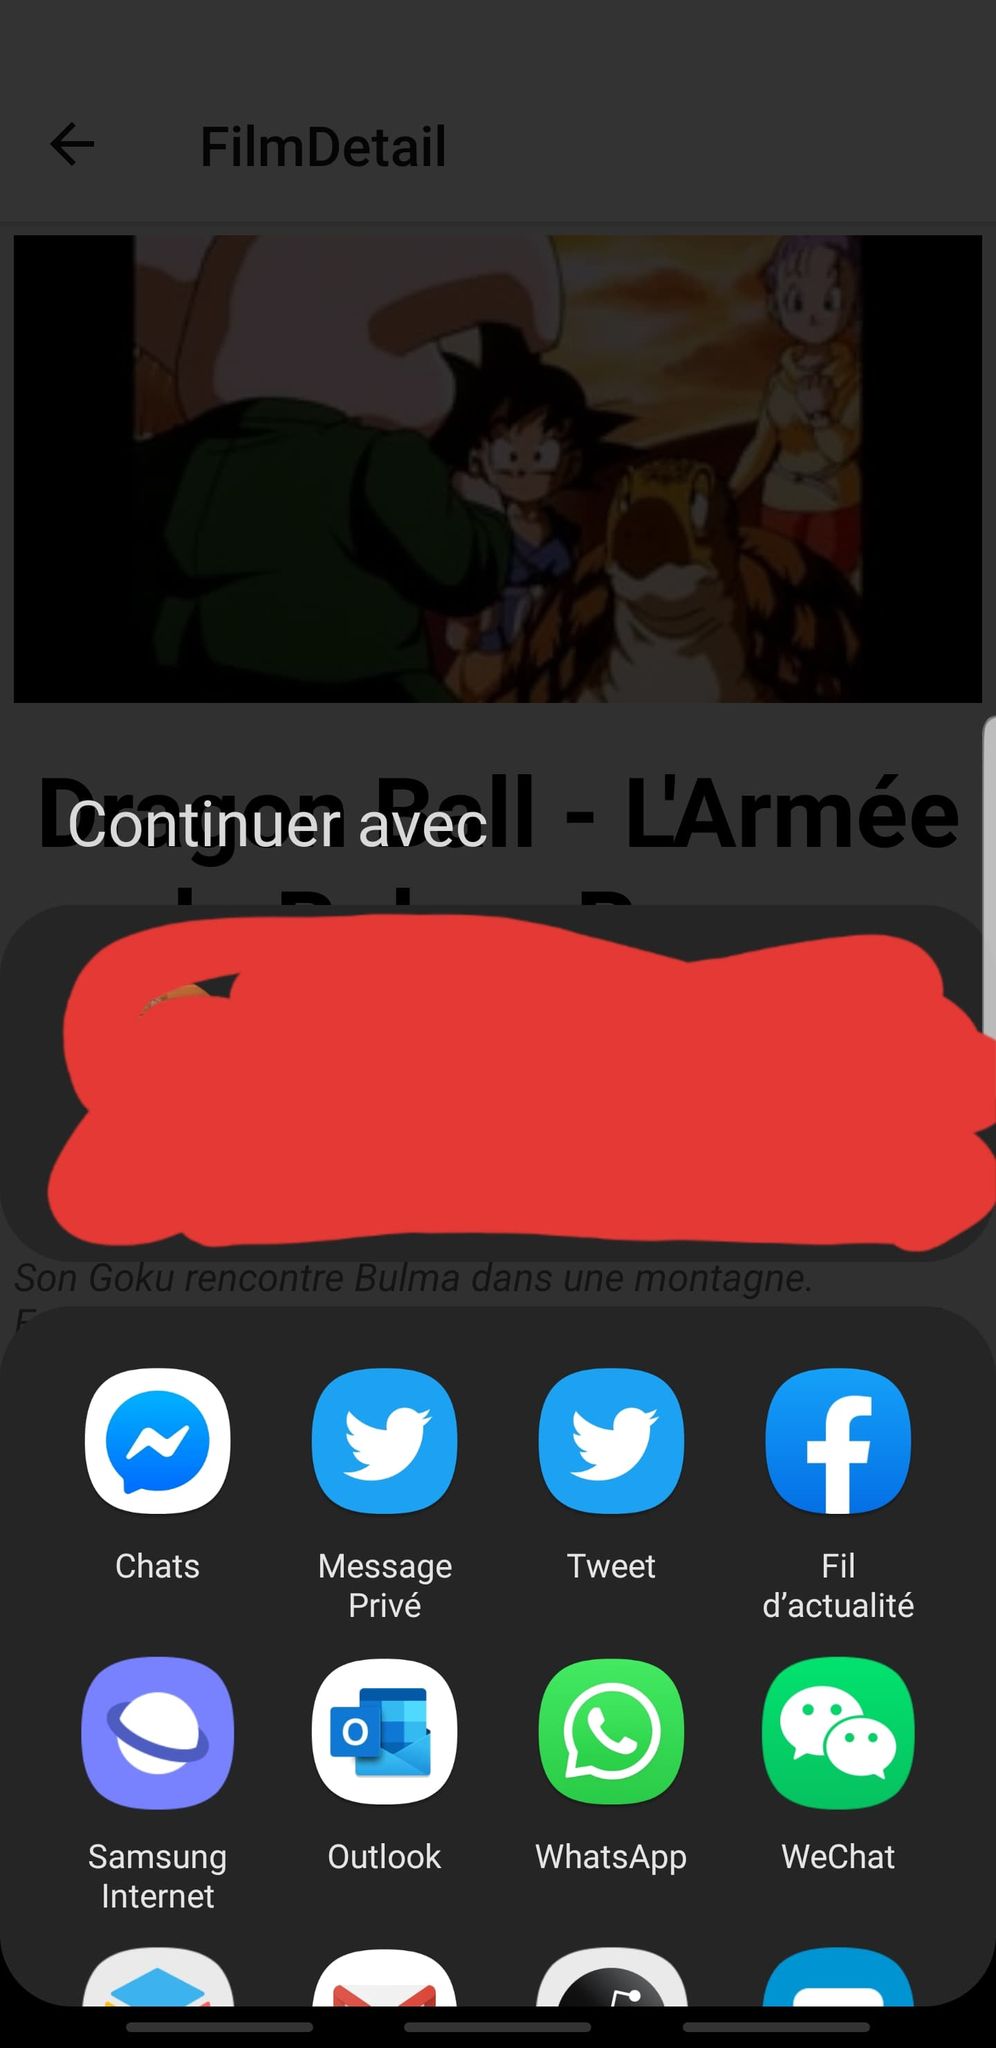 FilmDetail
Dragon Ball - L'Armée
Continuer avec
Son Goku rencontre Bulma dans une montagne.
Chats
Message
Privé
Tweet
Fil
d’actualité
Samsung
Internet
Outlook
WhatsApp
WeChat